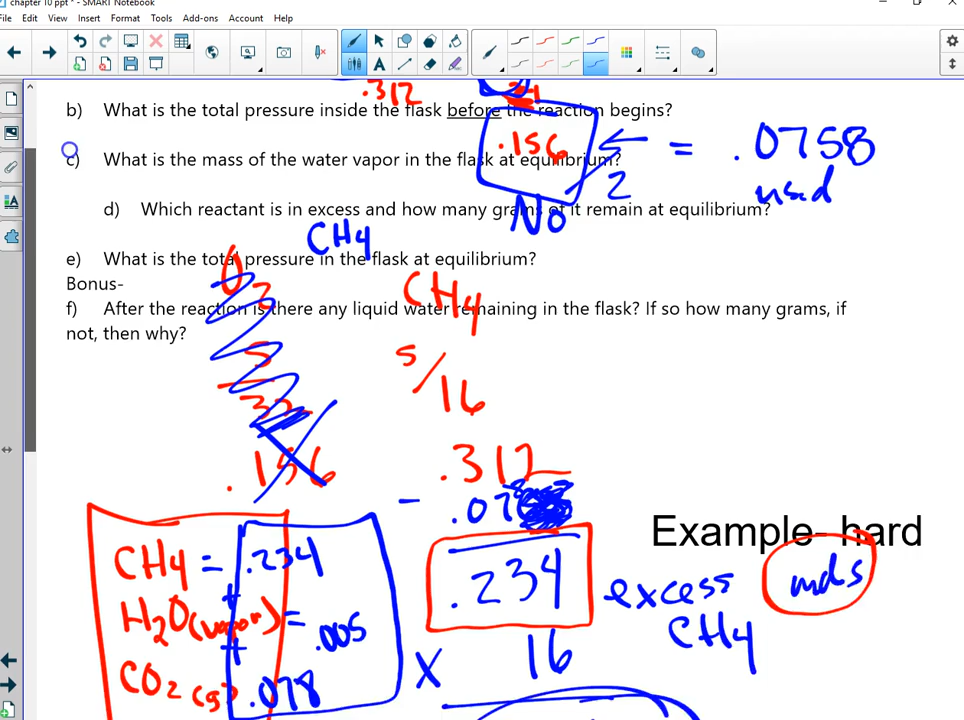 chapter 10 ppt * - SMART Notebook
File Edit View Insert Format Tools Add-ons Account Help
.312
b) What is the total pressure inside the flask before the reaction begins?
.156
= .0758
c) What is the mass of the water vapor in the flask at equilibrium?
2
used
d) Which reactant is in excess and how many grams of it remain at equilibrium?
NO
CH4
e) What is the total pressure in the flask at equilibrium?
Bonus-
O2
CH4
f) After the reaction is there any liquid water remaining in the flask? If so how many grams, if
not, then why?
5/32
5/16
.156
.312
- .078
Example- hard
CH4 = .234
.234 excess mols
+
H2O(vapor) = .005
CH4
+
x 16
CO2(g) .078